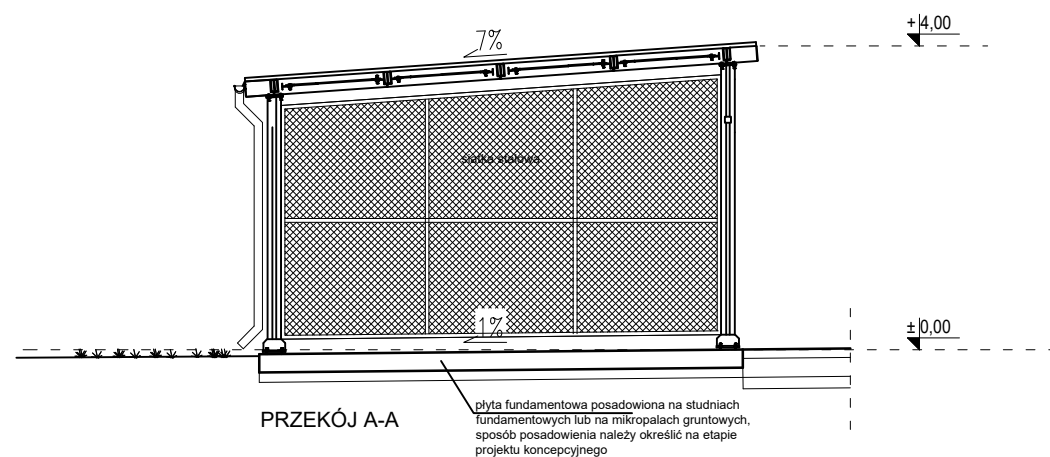 +4,00
7%
siatka stalowa
1%
±0,00
PRZEKÓJ A-A
płyta fundamentowa posadowiona na studniach
fundamentowych lub na mikropalach gruntowych,
sposób posadowienia należy określić na etapie
projektu koncepcyjnego